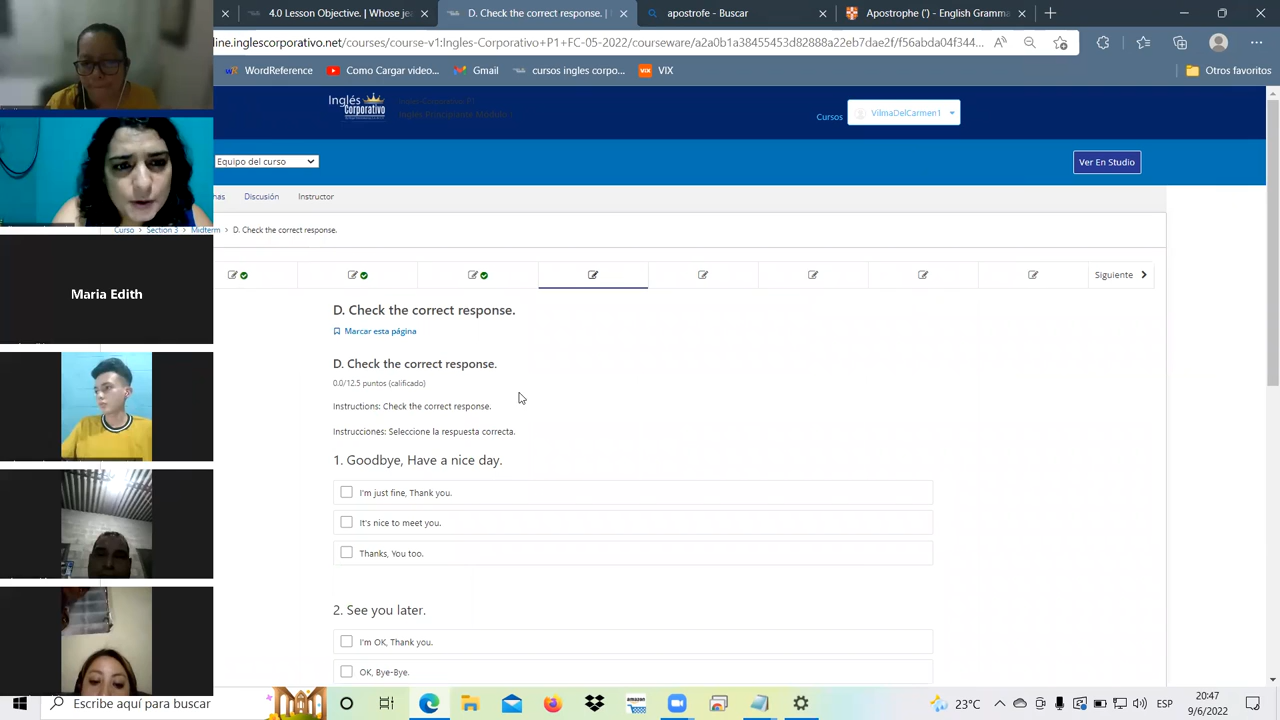 4.0 Lesson Objectives | Whose je
D. Check the correct response. |
apostrofe - Buscar
Apostrophe (') - English Gramma
ine.inglescorporativo.net/courses/course-v1:Ingles-Corporativo+P1+FC-05-2022/courseware/a2a0b1a38455453d82888a22eb7dae2f/f56abda04f344...
WordReference
Como Cargar video...
Gmail
cursos ingles corpo...
VIX
Otros favoritos
Inglés
Corporativo
Cursos
VilmaDelCarmen1
Equipo del curso
Ver En Studio
nas
Discusión
Instructor
Curso > Section 3 > Midterm > D. Check the correct response.
Siguiente
D. Check the correct response.
Marcar esta página
Maria Edith
D. Check the correct response.
0.0/12.5 puntos (calificado)
Instructions: Check the correct response.
Instrucciones: Seleccione la respuesta correcta.
1. Goodbye, Have a nice day.
I'm just fine, Thank you.
It's nice to meet you.
Thanks, You too.
2. See you later.
I'm OK, Thank you.
OK, Bye-Bye.
Escribe aquí para buscar
amazon
23°C
ESP
20:47
9/6/2022